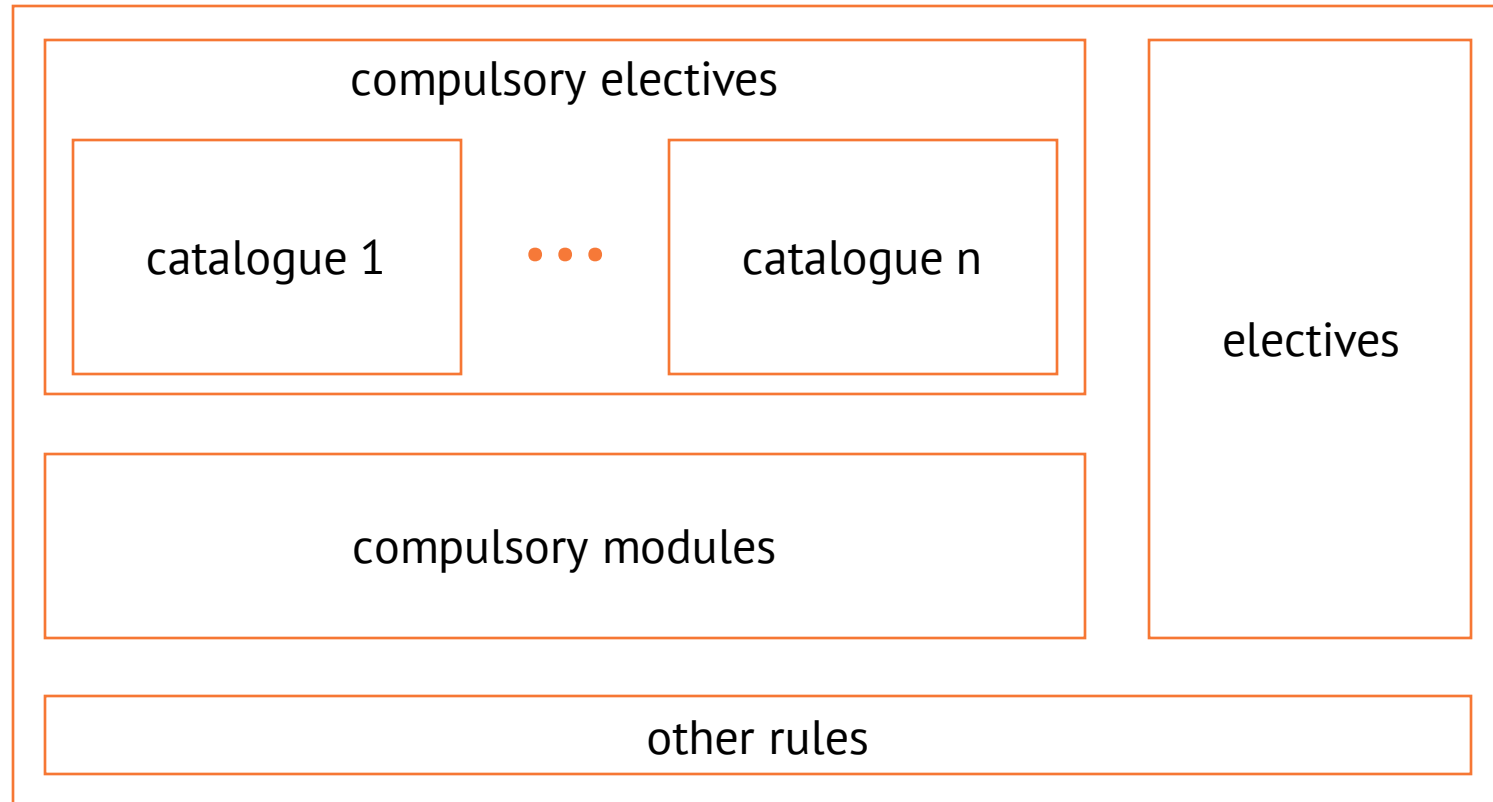 compulsory electives
catalogue 1
...
catalogue n
electives
compulsory modules
other rules